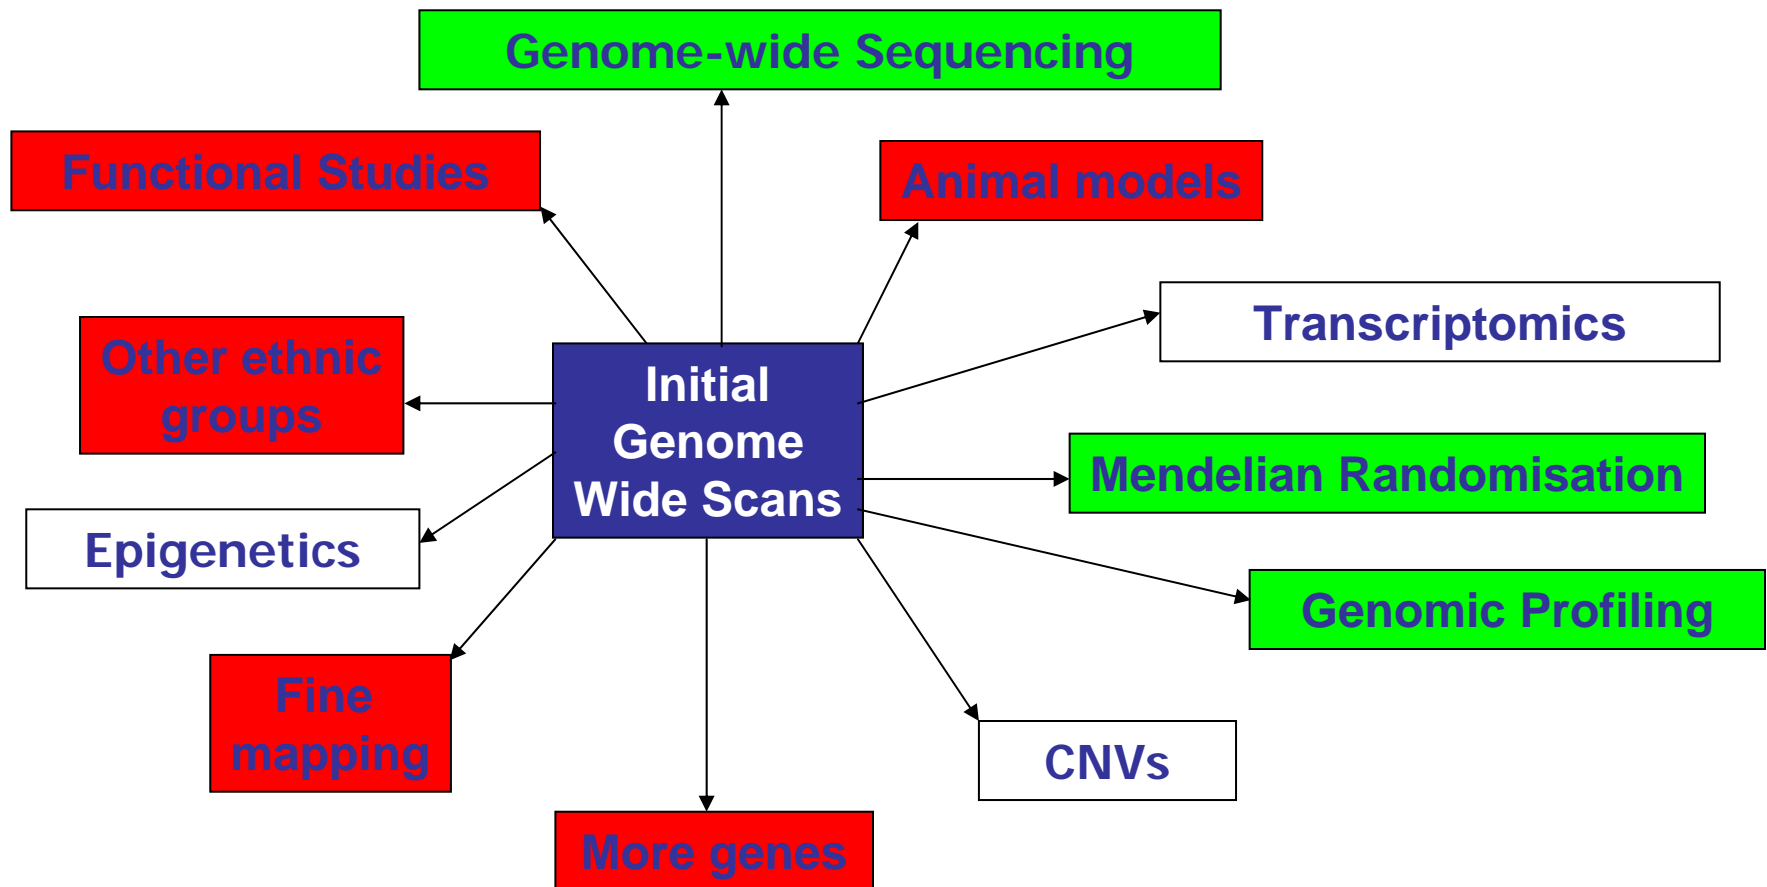 Genome-wide Sequencing
Functional Studies
Animal models
Transcriptomics
Other ethnic
groups
Initial
Genome
Wide Scans
Mendelian Randomisation
Epigenetics
Genomic Profiling
Fine
mapping
CNVs
More genes